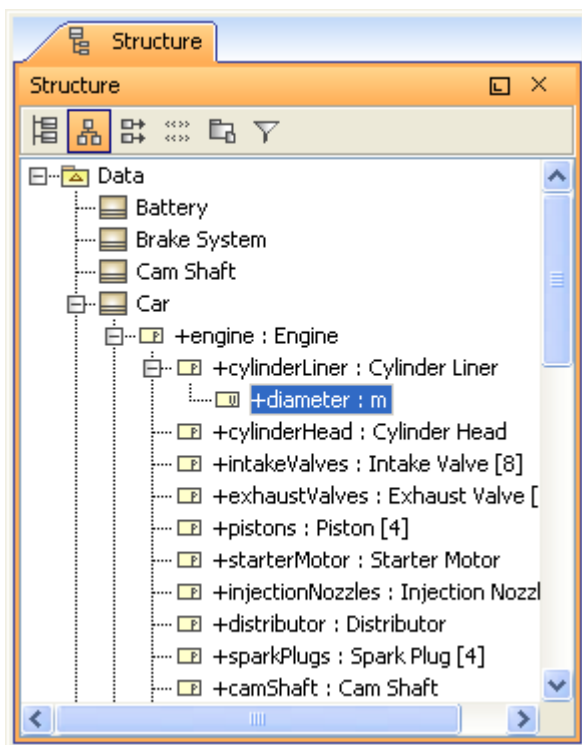 Structure
Structure
Data
Battery
Brake System
Cam Shaft
Car
+engine : Engine
+cylinderLiner : Cylinder Liner
+diameter : m
+cylinderHead : Cylinder Head
+intakeValves : Intake Valve [8]
+exhaustValves : Exhaust Valve [
+pistons : Piston [4]
+starterMotor : Starter Motor
+injectionNozzles : Injection Nozzl
+distributor : Distributor
+sparkPlugs : Spark Plug [4]
+camShaft : Cam Shaft